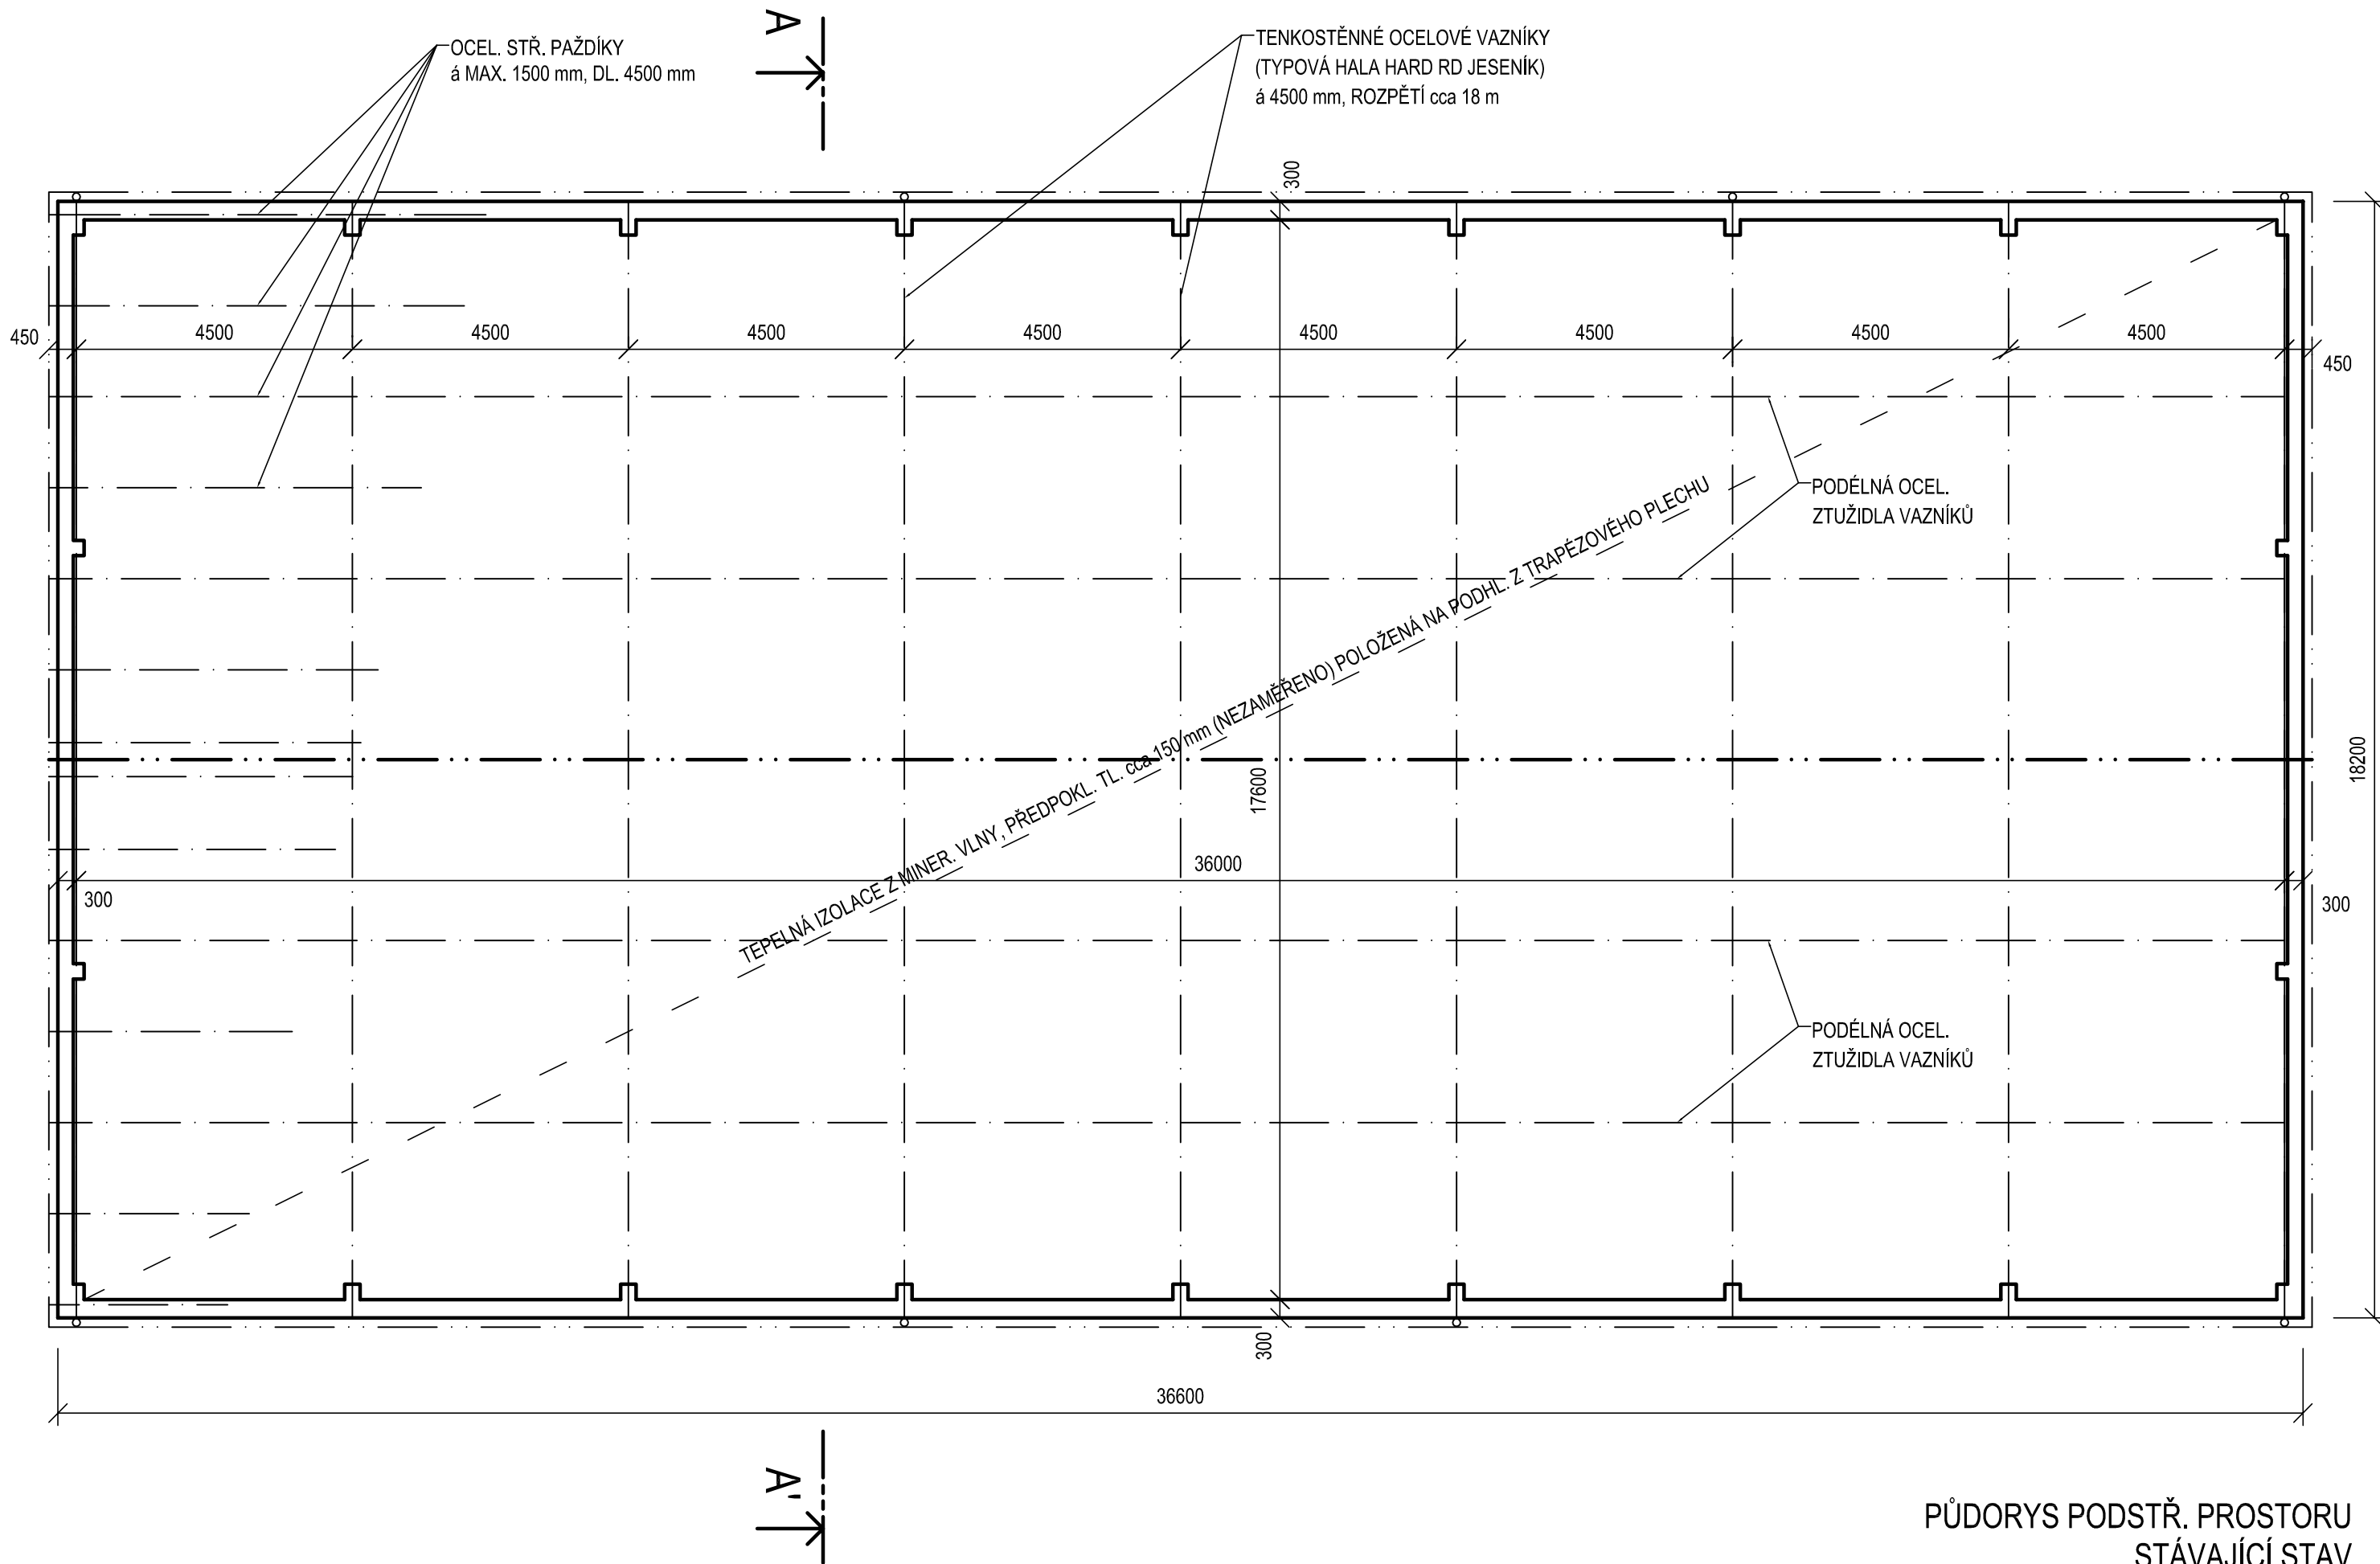 A
OCEL. STŘ. PAŽDÍKY
á MAX. 1500 mm, DL. 4500 mm
TENKOSTĚNNÉ OCELOVÉ VAZNÍKY
(TYPOVÁ HALA HARD RD JESENÍK)
á 4500 mm, ROZPĚTÍ cca 18 m
300
450
4500
4500
4500
4500
4500
4500
4500
4500
450
PODÉLNÁ OCEL.
ZTUŽIDLA VAZNÍKŮ
TEPELNÁ IZOLACE Z MINER. VLNY, PŘEDPOKL. TL. cca 150 mm (NEZAMĚŘENO) POLOŽENÁ NA PODHL. Z TRAPÉZOVÉHO PLECHU
17600
18200
36000
300
300
PODÉLNÁ OCEL.
ZTUŽIDLA VAZNÍKŮ
300
36600
A'
PŮDORYS PODSTŘ. PROSTORU
STÁVAJÍCÍ STAV